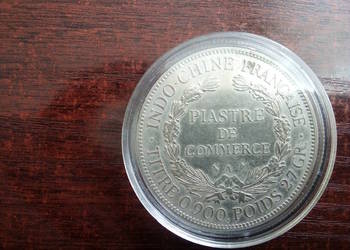 INDO-CHINE FRANÇAISE
PIASTRE
DE
COMMERCE
TITRE 0.900 POIDS 27 GR